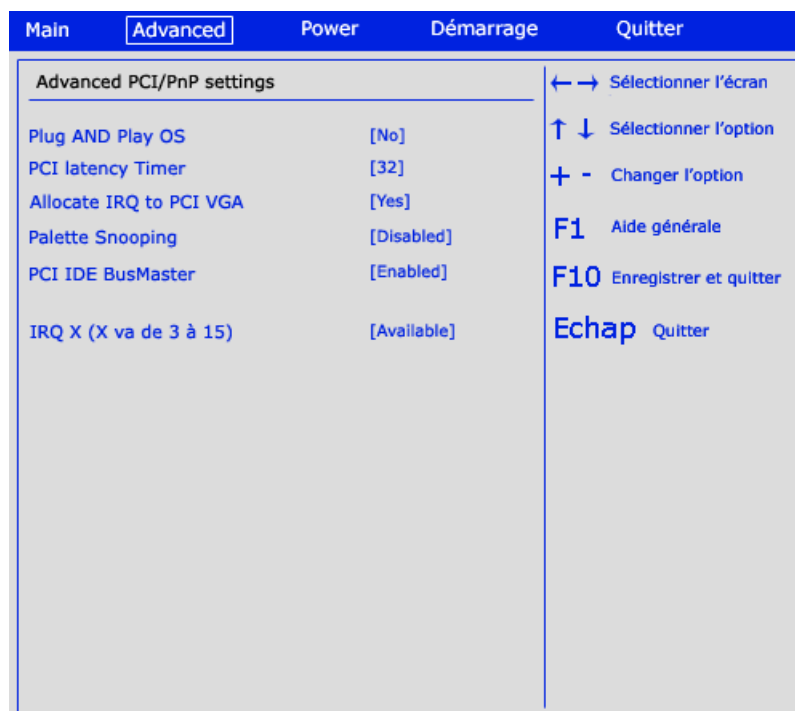 Main Advanced Power Démarrage Quitter
Advanced PCI/PnP settings
Plug AND Play OS [No]
PCI latency Timer [32]
Allocate IRQ to PCI VGA [Yes]
Palette Snooping [Disabled]
PCI IDE BusMaster [Enabled]
IRQ X (X va de 3 à 15) [Available]
← → Sélectionner l'écran
↑ ↓ Sélectionner l'option
+ - Changer l'option
F1 Aide générale
F10 Enregistrer et quitter
Echap Quitter